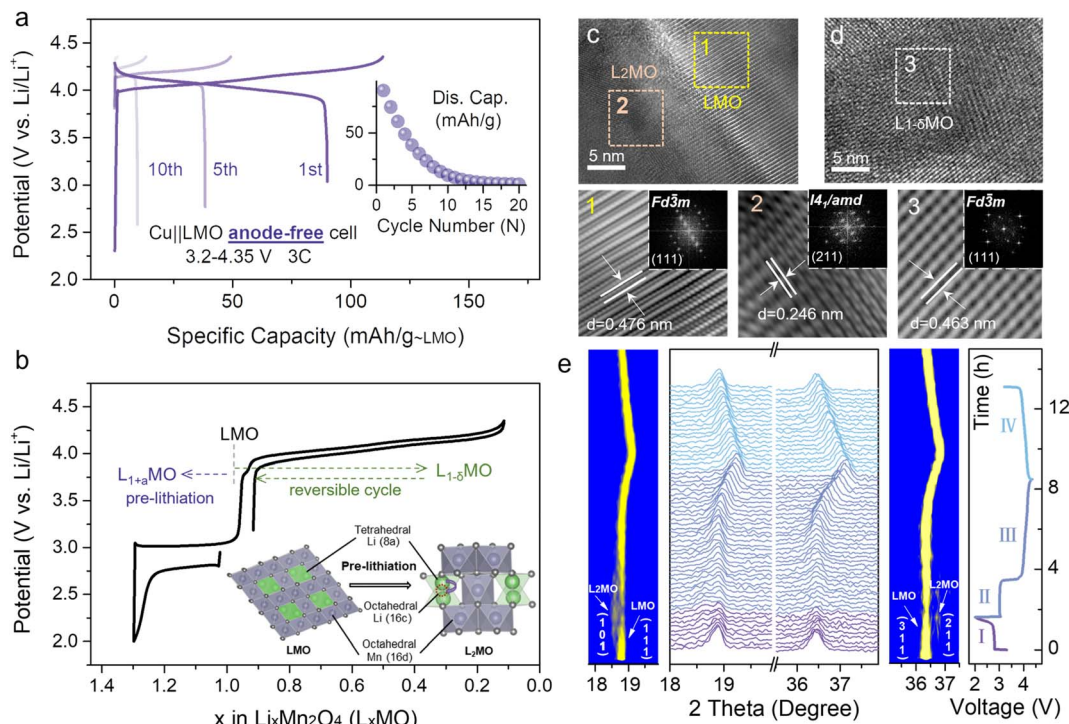 a
Potential (V vs. Li/Li⁺)
4.5
4.0
3.5
3.0
2.5
2.0
10th
5th
1st
Dis. Cap.
(mAh/g)
50
0
0 5 10 15 20
Cycle Number (N)
Cu||LMO anode-free cell
3.2-4.35 V 3C
0 50 100 150
Specific Capacity (mAh/g~LMO)
b
Potential (V vs. Li/Li⁺)
4.5
4.0
3.5
3.0
2.5
2.0
LMO
L₁₊ₐMO
pre-lithiation
L₁₋δMO
reversible cycle
Tetrahedral
Li (8a)
Pre-lithiation
Octahedral
Li (16c)
Octahedral
Mn (16d)
LMO
L₂MO
1.4 1.2 1.0 0.8 0.6 0.4 0.2 0.0
x in LiₓMn₂O₄ (LₓMO)
c
1
L₂MO
2
LMO
5 nm
d
3
L₁₋δMO
5 nm
1
Fd3̅m
(111)
d=0.476 nm
2
I4₁/amd
(211)
d=0.246 nm
3
Fd3̅m
(111)
d=0.463 nm
e
L₂MO
(101)
LMO
(111)
18 19
18 19 36 37
2 Theta (Degree)
LMO
(311)
L₂MO
(211)
36 37
Time (h)
12
8
4
0
IV
III
II
I
2 3 4
Voltage (V)